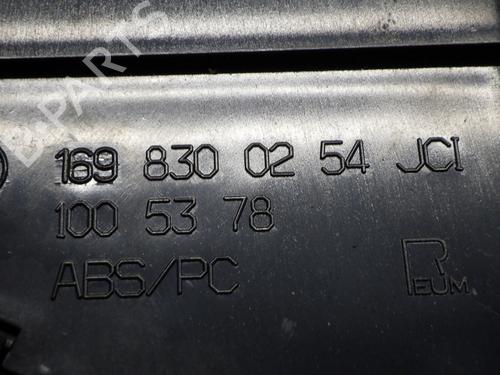 B-PARTS
169 830 02 54 JCI
100 53 78
ABS/PC
REUM